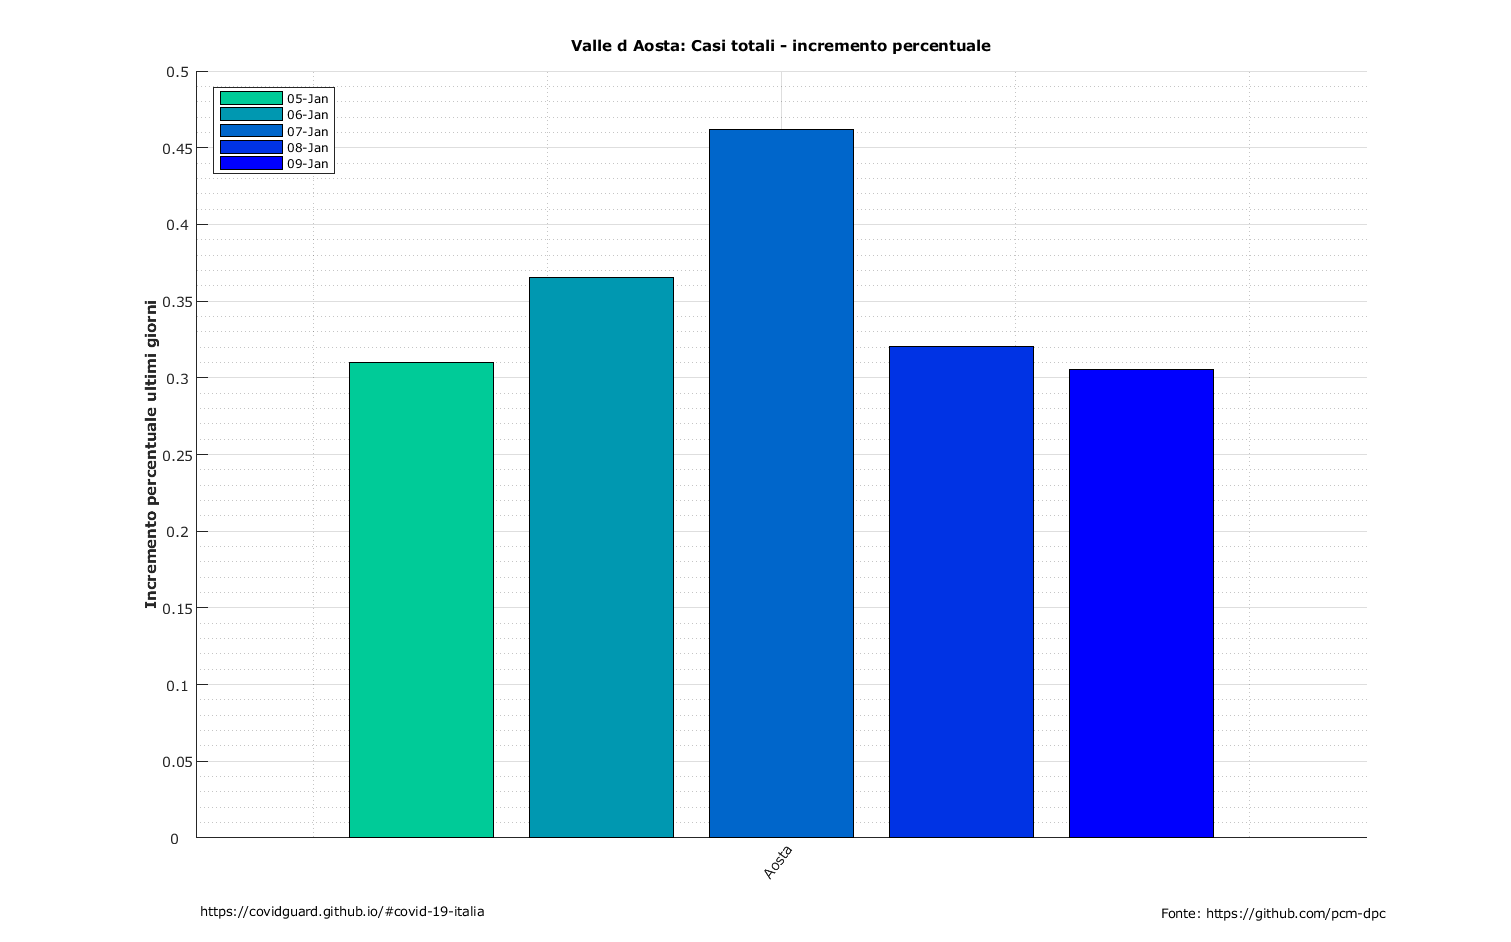 Valle d Aosta: Casi totali - incremento percentuale
05-Jan
06-Jan
07-Jan
08-Jan
09-Jan
Incremento percentuale ultimi giorni
0.5
0.45
0.4
0.35
0.3
0.25
0.2
0.15
0.1
0.05
0
Aosta
https://covidguard.github.io/#covid-19-italia
Fonte: https://github.com/pcm-dpc